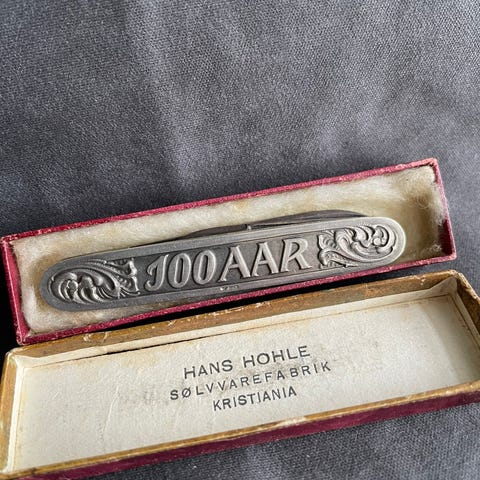 100 AAR
HANS HOHLE
SØLVVAREFABRIK
KRISTIANIA